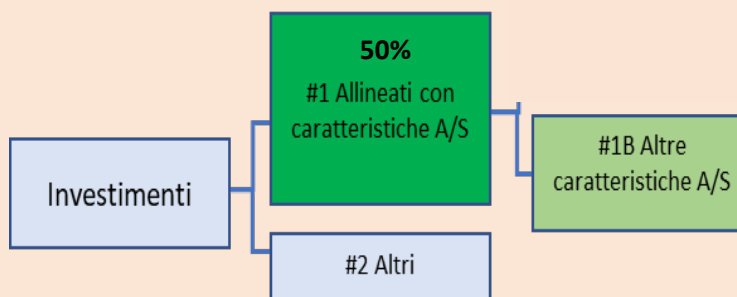 50%
#1 Allineati con
caratteristiche A/S
#1B Altre
caratteristiche A/S
Investimenti
#2 Altri